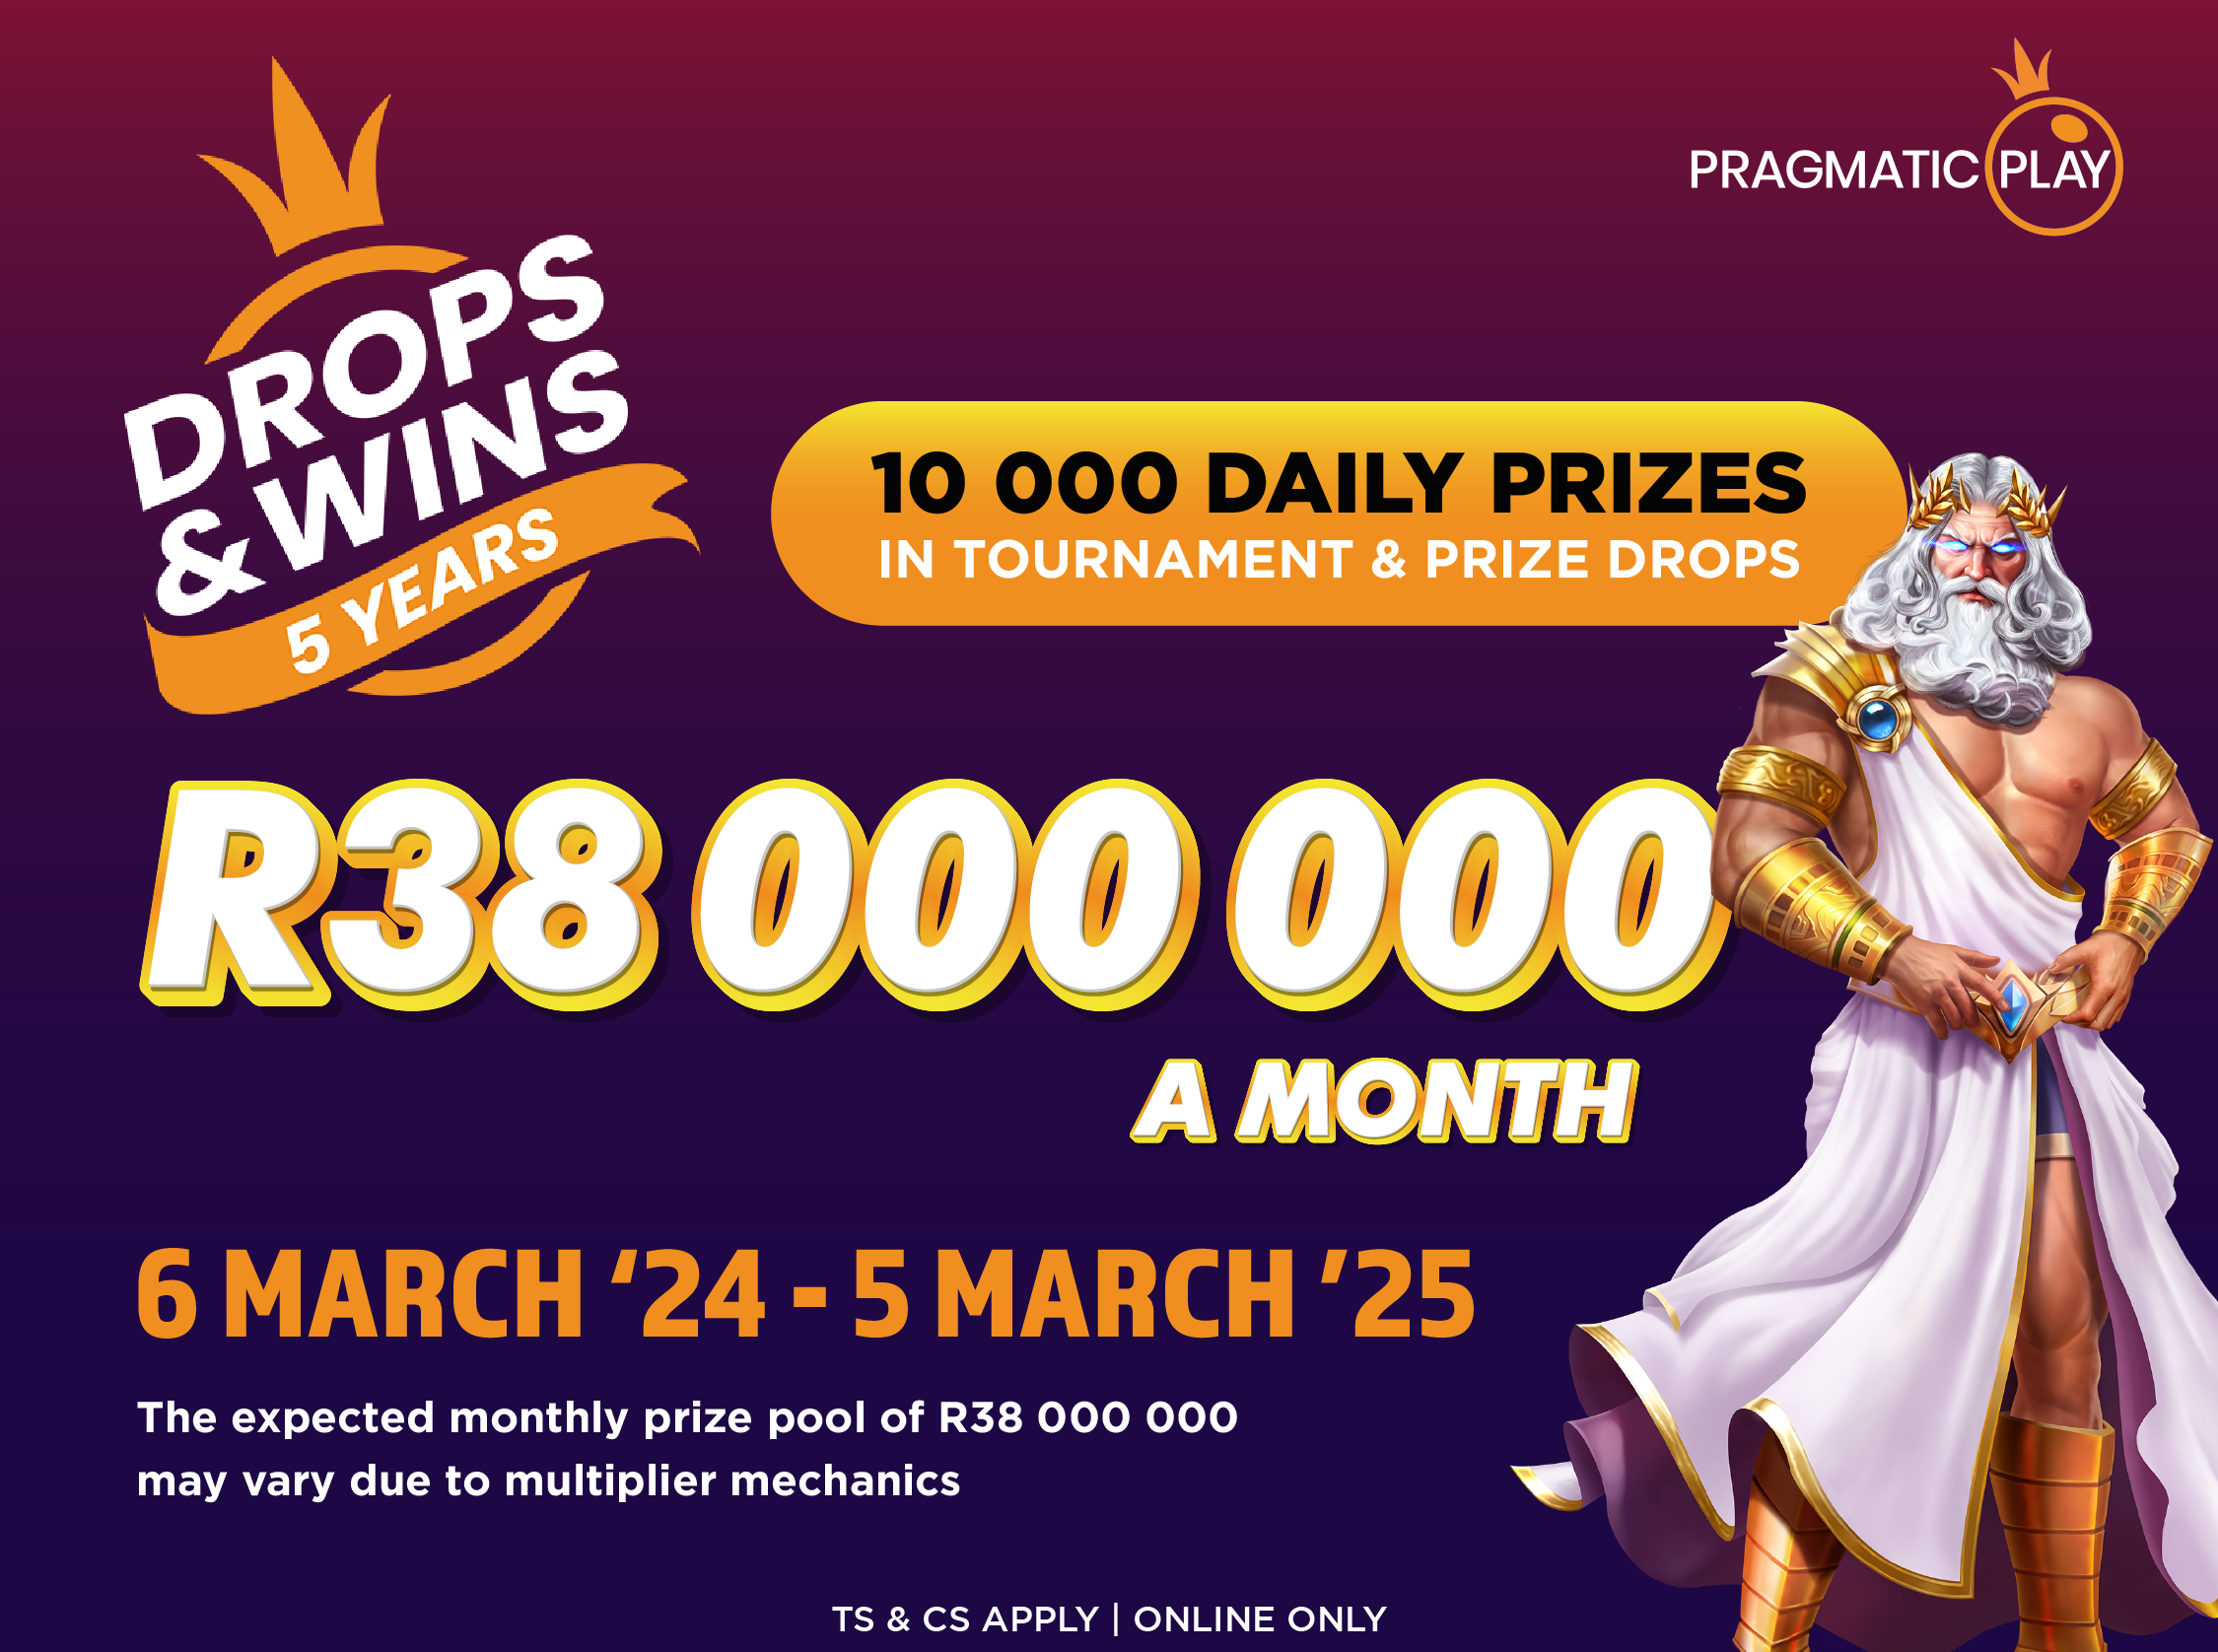 PRAGMATIC PLAY
DROPS
& WINS
5 YEARS
10 000 DAILY PRIZES
IN TOURNAMENT & PRIZE DROPS
R38 000 000
A MONTH
6 MARCH ‘24 - 5 MARCH ’25
The expected monthly prize pool of R38 000 000
may vary due to multiplier mechanics
TS & CS APPLY | ONLINE ONLY